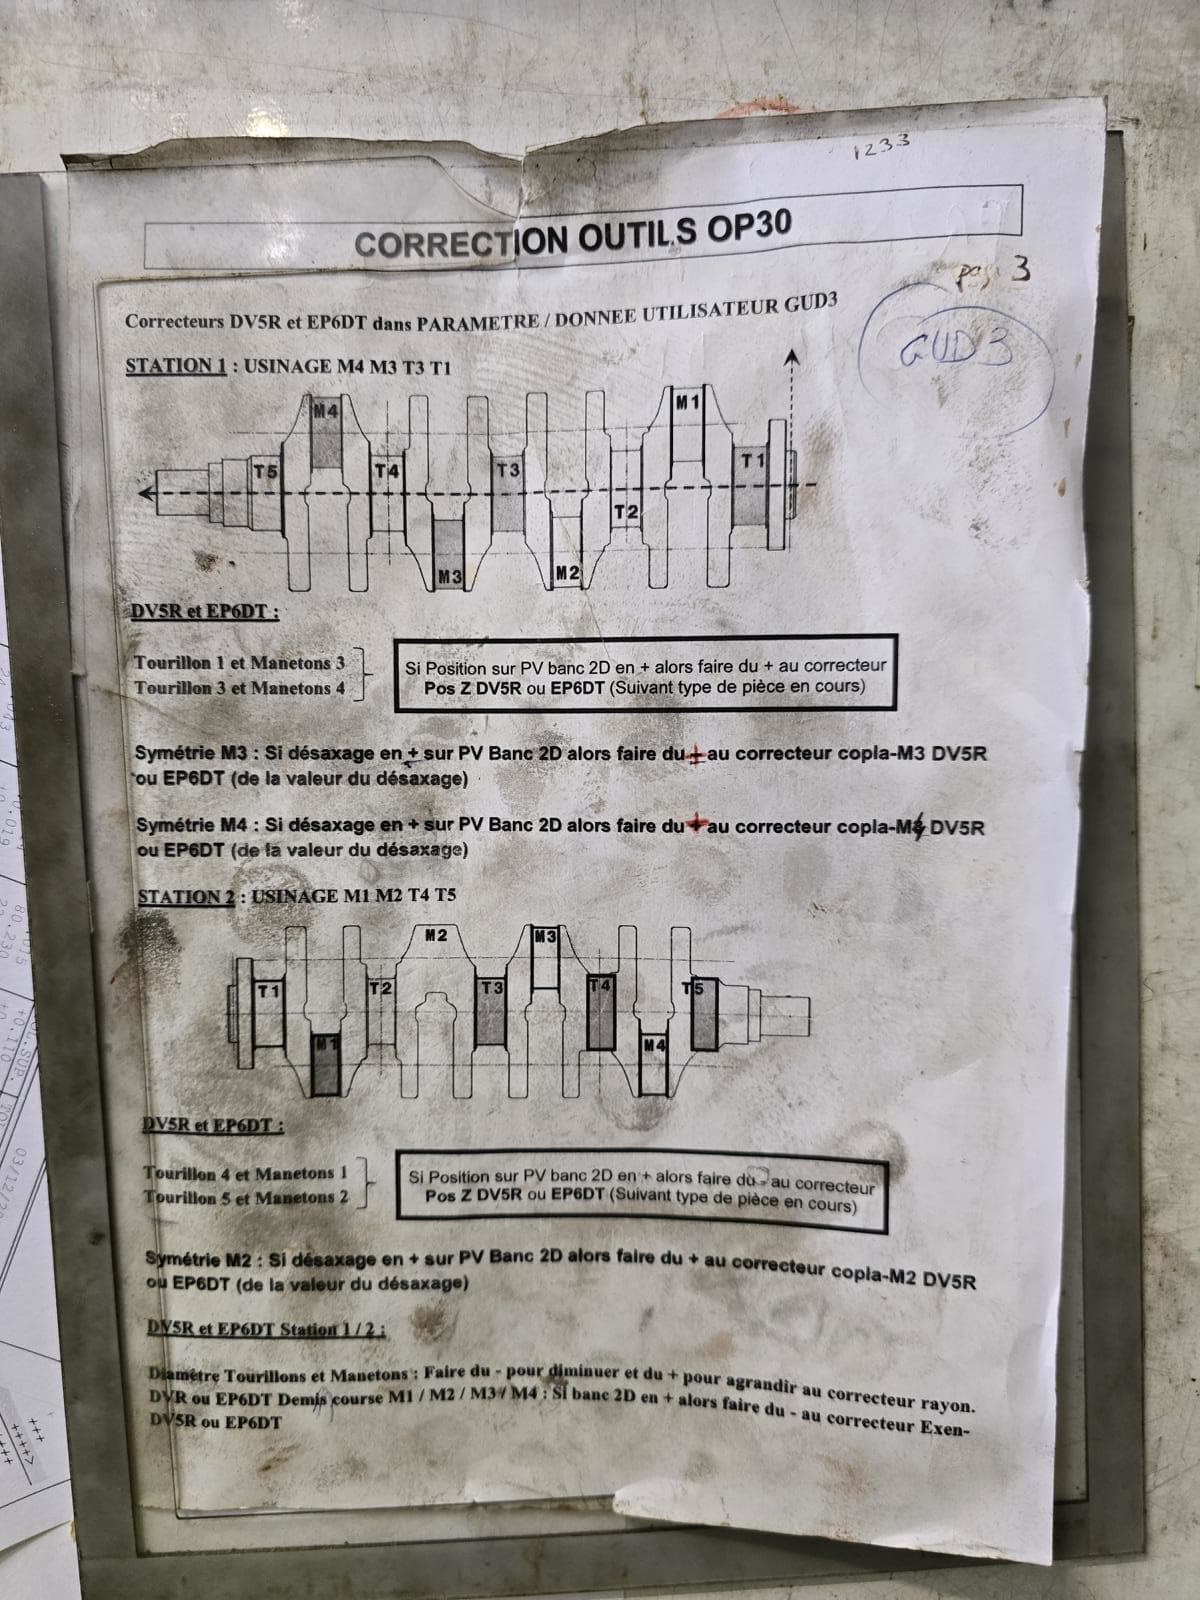 1233
CORRECTION OUTILS OP30
pag 3
GUD3
Correcteurs DV5R et EP6DT dans PARAMETRE / DONNEE UTILISATEUR GUD3
STATION 1 : USINAGE M4 M3 T3 T1
M4
M1
T5
T4
T3
T1
T2
M3
M2
DV5R et EP6DT :
Tourillon 1 et Manetons 3
Tourillon 3 et Manetons 4
Si Position sur PV banc 2D en + alors faire du + au correcteur
Pos Z DV5R ou EP6DT (Suivant type de pièce en cours)
Symétrie M3 : Si désaxage en + sur PV Banc 2D alors faire du + au correcteur copla-M3 DV5R
ou EP6DT (de la valeur du désaxage)
Symétrie M4 : Si désaxage en + sur PV Banc 2D alors faire du + au correcteur copla-M4 DV5R
ou EP6DT (de la valeur du désaxage)
STATION 2 : USINAGE M1 M2 T4 T5
M2
M3
T1
T2
T3
T4
T5
M1
M4
DV5R et EP6DT :
Tourillon 4 et Manetons 1
Tourillon 5 et Manetons 2
Si Position sur PV banc 2D en + alors faire du - au correcteur
Pos Z DV5R ou EP6DT (Suivant type de pièce en cours)
Symétrie M2 : Si désaxage en + sur PV Banc 2D alors faire du + au correcteur copla-M2 DV5R
ou EP6DT (de la valeur du désaxage)
DV5R et EP6DT Station 1 / 2 :
Diamètre Tourillons et Manetons : Faire du - pour diminuer et du + pour agrandir au correcteur rayon.
DVR ou EP6DT Demis course M1 / M2 / M3 / M4 : Si banc 2D en + alors faire du - au correcteur Exen-
DV5R ou EP6DT